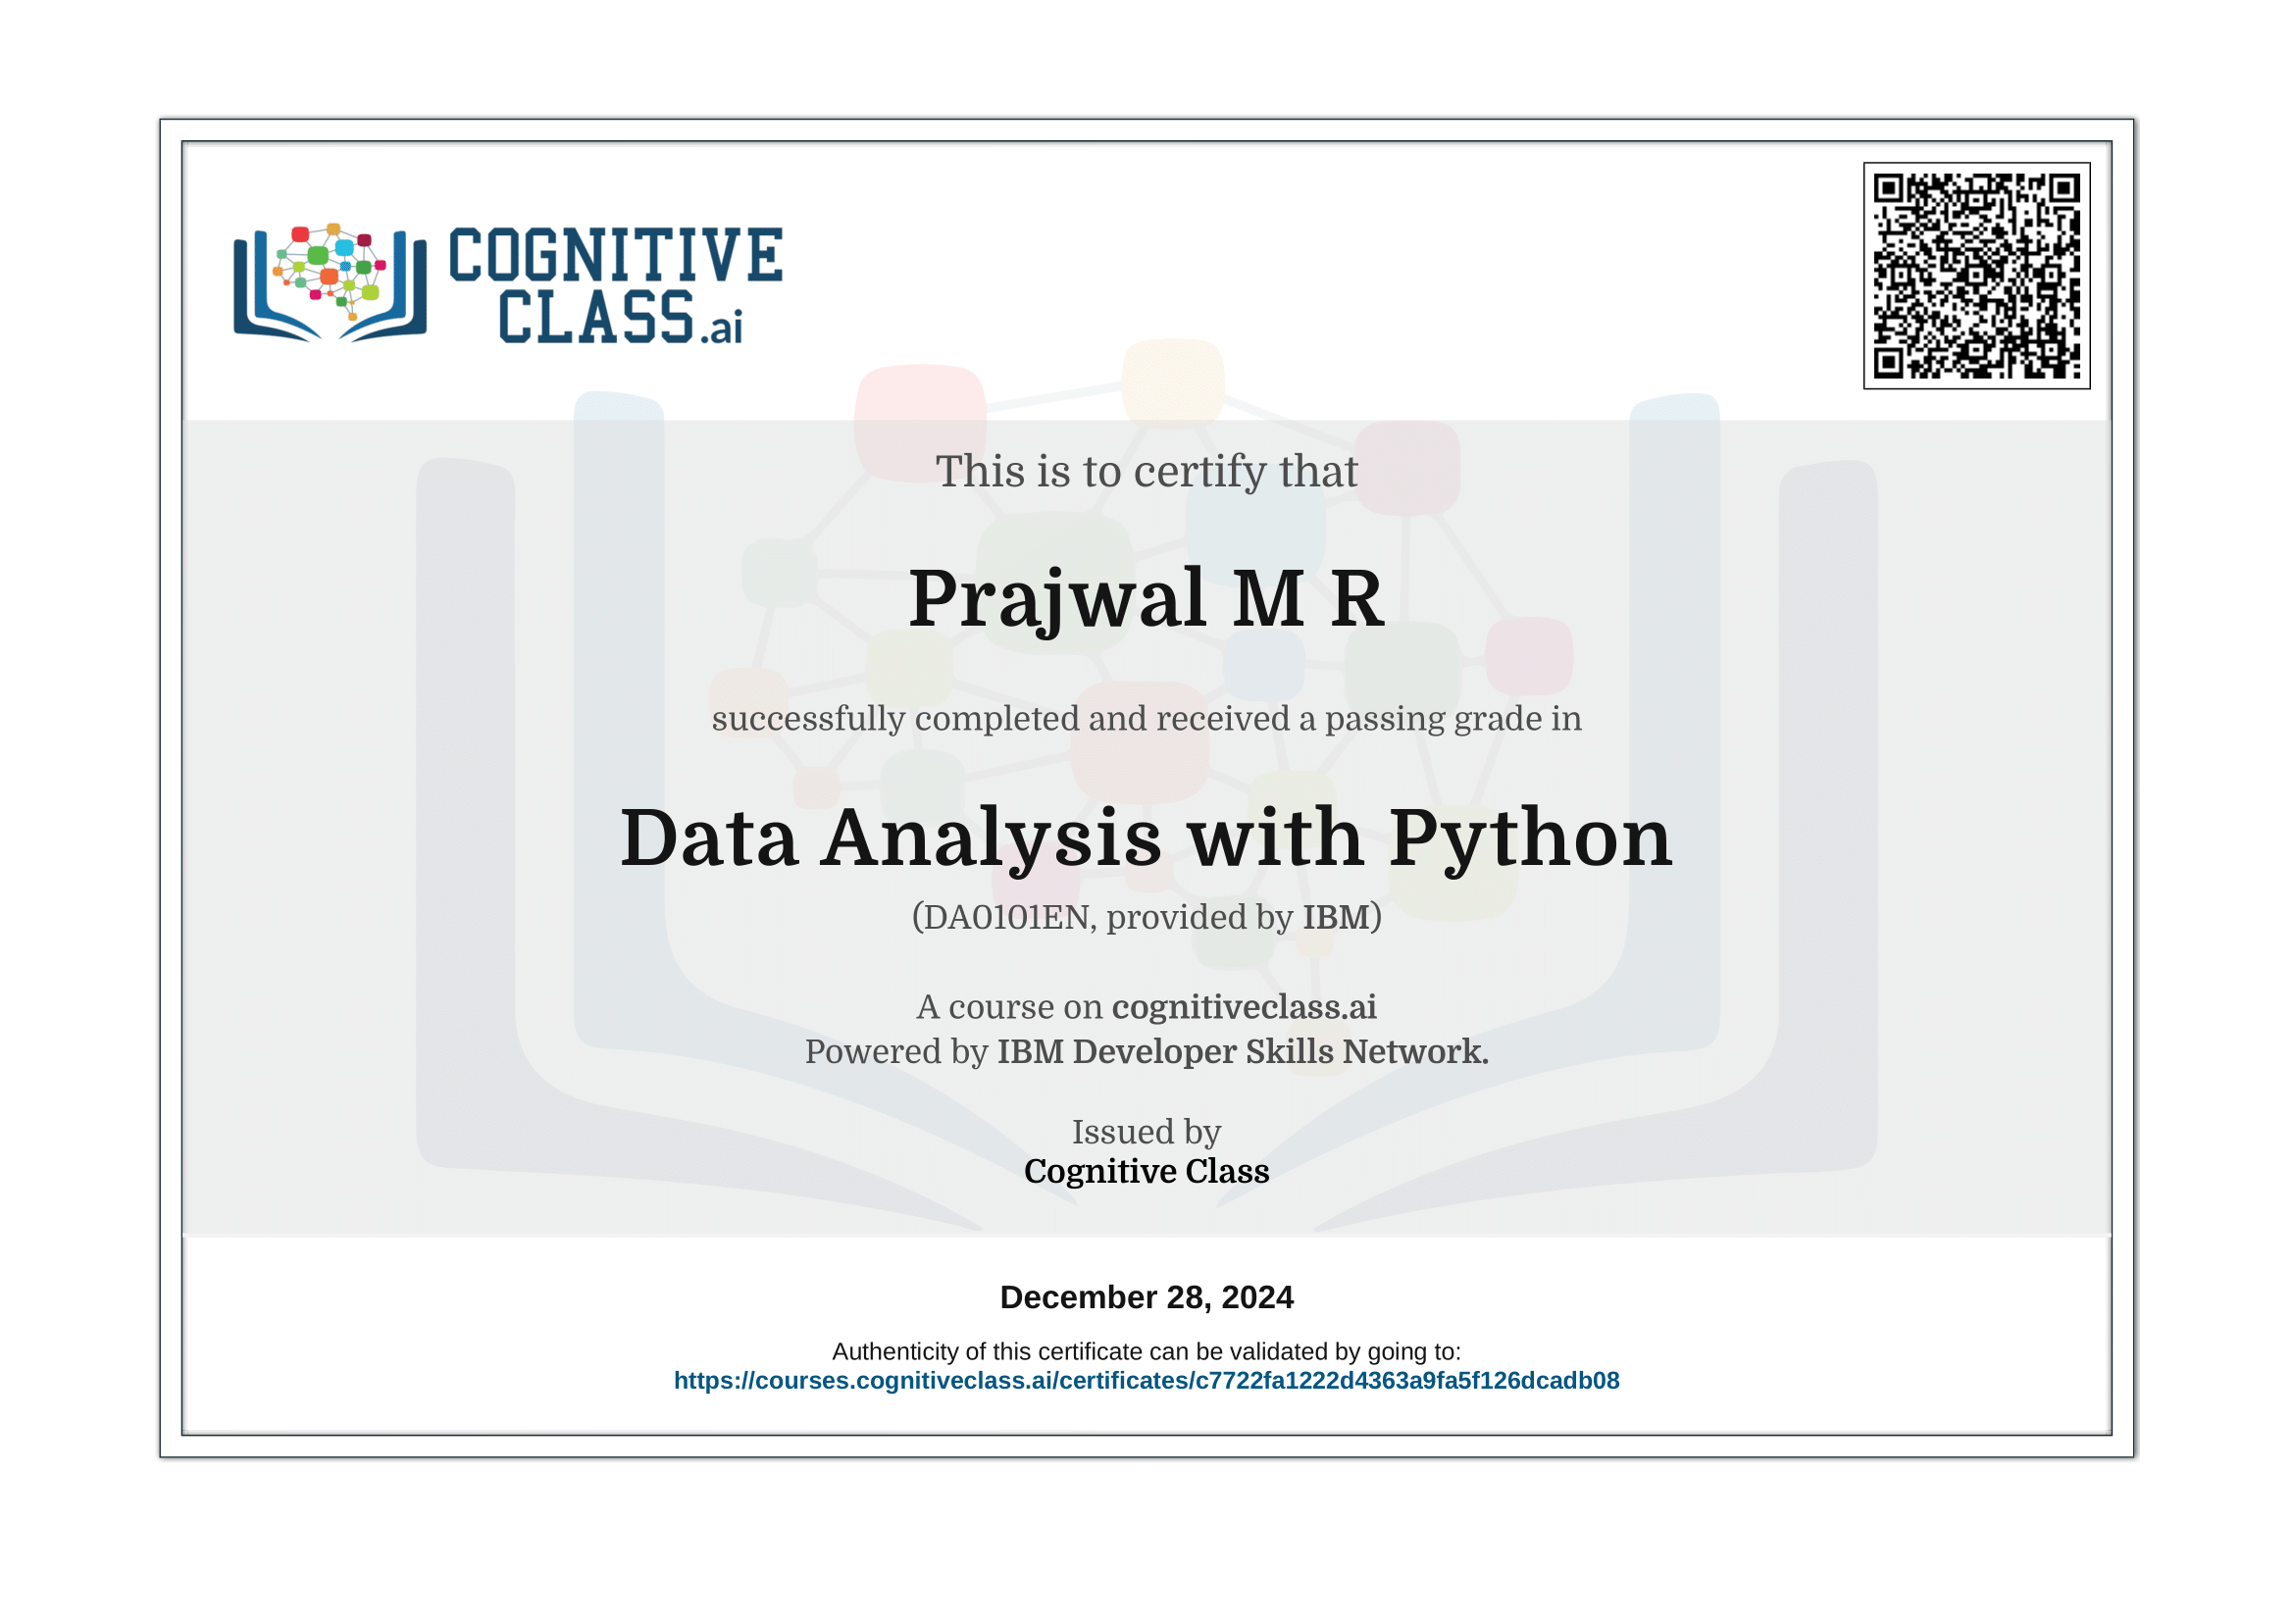 COGNITIVE
CLASS.ai
This is to certify that
Prajwal M R
successfully completed and received a passing grade in
Data Analysis with Python
(DA0101EN, provided by IBM)
A course on cognitiveclass.ai
Powered by IBM Developer Skills Network.
Issued by
Cognitive Class
December 28, 2024
Authenticity of this certificate can be validated by going to:
https://courses.cognitiveclass.ai/certificates/c7722fa1222d4363a9fa5f126dcadb08